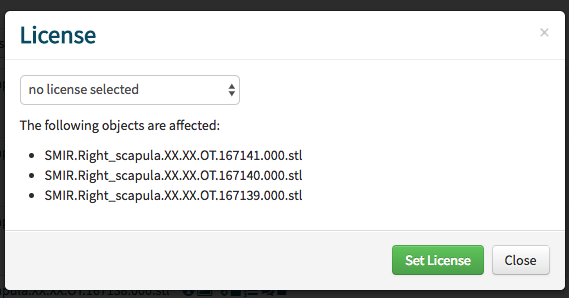 License
×
no license selected
The following objects are affected:
• SMIR.Right_scapula.XX.XX.OT.167141.000.stl
• SMIR.Right_scapula.XX.XX.OT.167140.000.stl
• SMIR.Right_scapula.XX.XX.OT.167139.000.stl
Set License Close